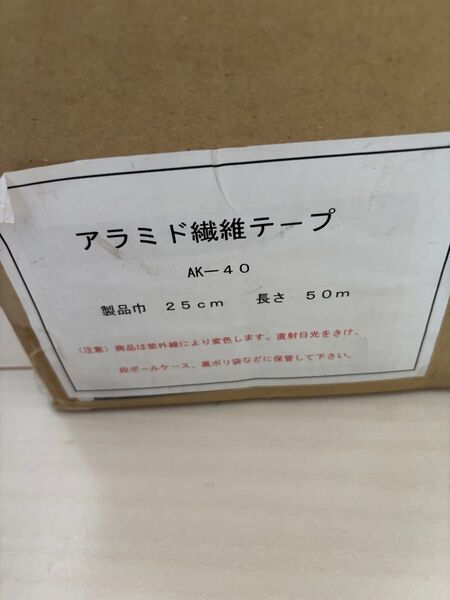 アラミド繊維テープ
AK－40
製品巾　25cm　長さ　50m
（注意）商品は紫外線により変色します。直射日光をさけ、
段ボールケース、黒ポリ袋などに保管して下さい。